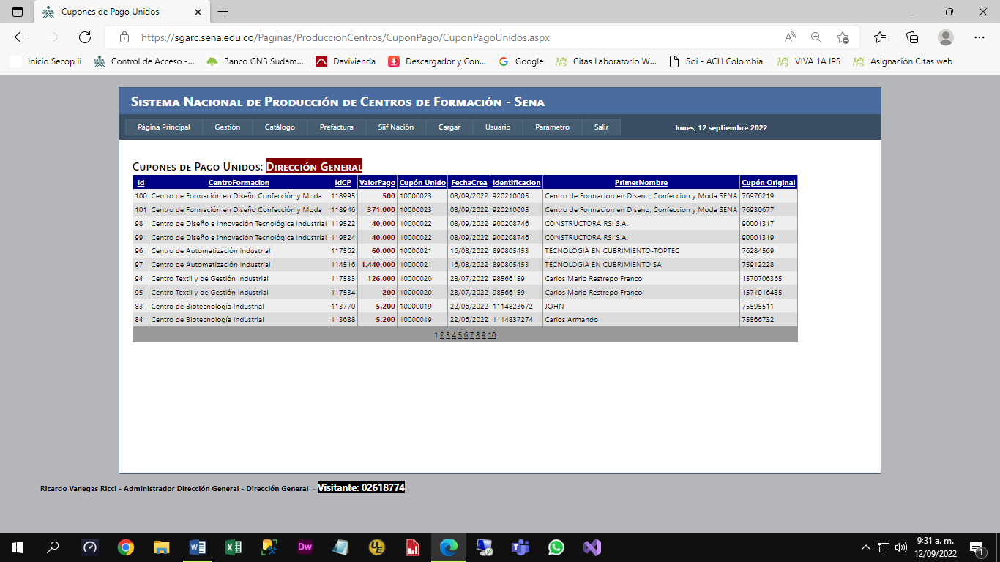 Cupones de Pago Unidos
https://sgarc.sena.edu.co/Paginas/ProduccionCentros/CuponPago/CuponPagoUnidos.aspx
Inicio Secop ii Control de Acceso -... Banco GNB Sudam... Davivienda Descargador y Con... Google Citas Laboratorio W... Soi - ACH Colombia VIVA 1A IPS Asignación Citas web
Sistema Nacional de Producción de Centros de Formación - Sena
Página Principal Gestión Catálogo Prefactura Siif Nación Cargar Usuario Parámetro Salir lunes, 12 septiembre 2022
Cupones de Pago Unidos: Dirección General
Id CentroFormacion IdCP ValorPago Cupón Unido FechaCrea Identificacion PrimerNombre Cupón Original
100 Centro de Formación en Diseño Confección y Moda 118995 500 10000023 08/09/2022 920210005 Centro de Formacion en Diseno, Confeccion y Moda SENA 76976219
101 Centro de Formación en Diseño Confección y Moda 118946 371.000 10000023 08/09/2022 920210005 Centro de Formacion en Diseno, Confeccion y Moda SENA 76930677
98 Centro de Diseño e Innovación Tecnológica Industrial 119522 40.000 10000022 08/09/2022 900208746 CONSTRUCTORA RSI S.A. 90001317
99 Centro de Diseño e Innovación Tecnológica Industrial 119524 40.000 10000022 08/09/2022 900208746 CONSTRUCTORA RSI S.A. 90001319
96 Centro de Automatización Industrial 117562 60.000 10000021 16/08/2022 890805453 TECNOLOGIA EN CUBRIMIENTO-TOPTEC 76284569
97 Centro de Automatización Industrial 114516 1.440.000 10000021 16/08/2022 890805453 TECNOLOGIA EN CUBRIMIENTO SA 75912228
94 Centro Textil y de Gestión Industrial 117533 126.000 10000020 28/07/2022 98566159 Carlos Mario Restrepo Franco 1570706365
95 Centro Textil y de Gestión Industrial 117534 200 10000020 28/07/2022 98566159 Carlos Mario Restrepo Franco 1571016435
83 Centro de Biotecnología Industrial 113770 5.200 10000019 22/06/2022 1114823672 JOHN 75595511
84 Centro de Biotecnología Industrial 113688 5.200 10000019 22/06/2022 1114837274 Carlos Armando 75566732
1 2 3 4 5 6 7 8 9 10
Ricardo Vanegas Ricci - Administrador Dirección General - Dirección General - Visitante: 02618774
9:31 a. m.
12/09/2022